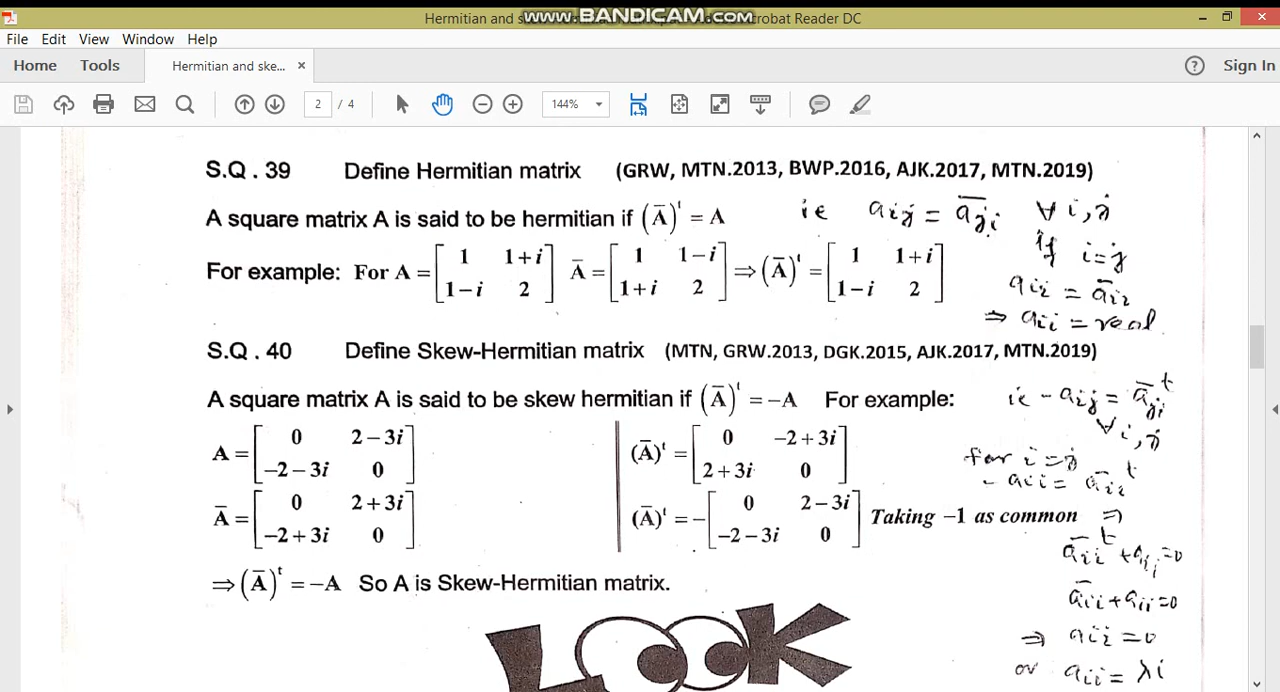 Hermitian and s
www.BANDICAM.com
robat Reader DC
File Edit View Window Help
Home Tools Hermitian and ske... × Sign In
2 / 4 144%
S.Q . 39 Define Hermitian matrix (GRW, MTN.2013, BWP.2016, AJK.2017, MTN.2019)
A square matrix A is said to be hermitian if (A̅)ᵗ = A ie aij = a̅ji ∀ i, j
if i=j
For example: For A = [1 1+i; 1−i 2] A̅ = [1 1−i; 1+i 2] ⇒ (A̅)ᵗ = [1 1+i; 1−i 2]
aii = a̅ii
⇒ aii = real
S.Q . 40 Define Skew-Hermitian matrix (MTN, GRW.2013, DGK.2015, AJK.2017, MTN.2019)
A square matrix A is said to be skew hermitian if (A̅)ᵗ = −A For example: ie − aij = a̅jiᵗ
∀ i, j
A = [0 2−3i; −2−3i 0] (A̅)ᵗ = [0 −2+3i; 2+3i 0]
for i=j
- aii = a̅iiᵗ
A̅ = [0 2+3i; −2+3i 0] (A̅)ᵗ = −[0 2−3i; −2−3i 0] Taking −1 as common ⇒
a̅iiᵗ + aii = 0
⇒ (A̅)ᵗ = −A So A is Skew-Hermitian matrix.
a̅ii + aii = 0
⇒ aii = 0
or aii = λi
LOOK